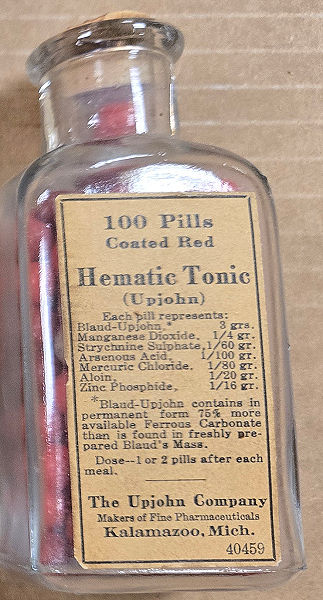 100 Pills
Coated Red
Hematic Tonic
(Upjohn)
Each pill represents:
Blaud-Upjohn,* 3 grs.
Manganese Dioxide, 1/4 gr.
Strychnine Sulphate, 1/60 gr.
Arsenous Acid, 1/100 gr.
Mercuric Chloride, 1/80 gr.
Aloin, 1/20 gr.
Zinc Phosphide, 1/16 gr.
*Blaud-Upjohn contains in
permanent form 75% more
available Ferrous Carbonate
than is found in freshly pre-
pared Blaud's Mass.
Dose--1 or 2 pills after each
meal.
The Upjohn Company
Makers of Fine Pharmaceuticals
Kalamazoo, Mich.
40459